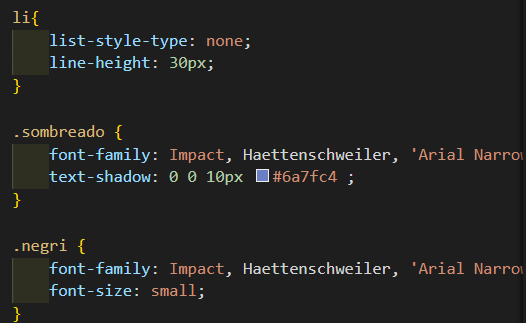 li{
list-style-type: none;
line-height: 30px;
}
.sombreado {
font-family: Impact, Haettenschweiler, 'Arial Narrow
text-shadow: 0 0 10px #6a7fc4 ;
}
.negri {
font-family: Impact, Haettenschweiler, 'Arial Narrow
font-size: small;
}